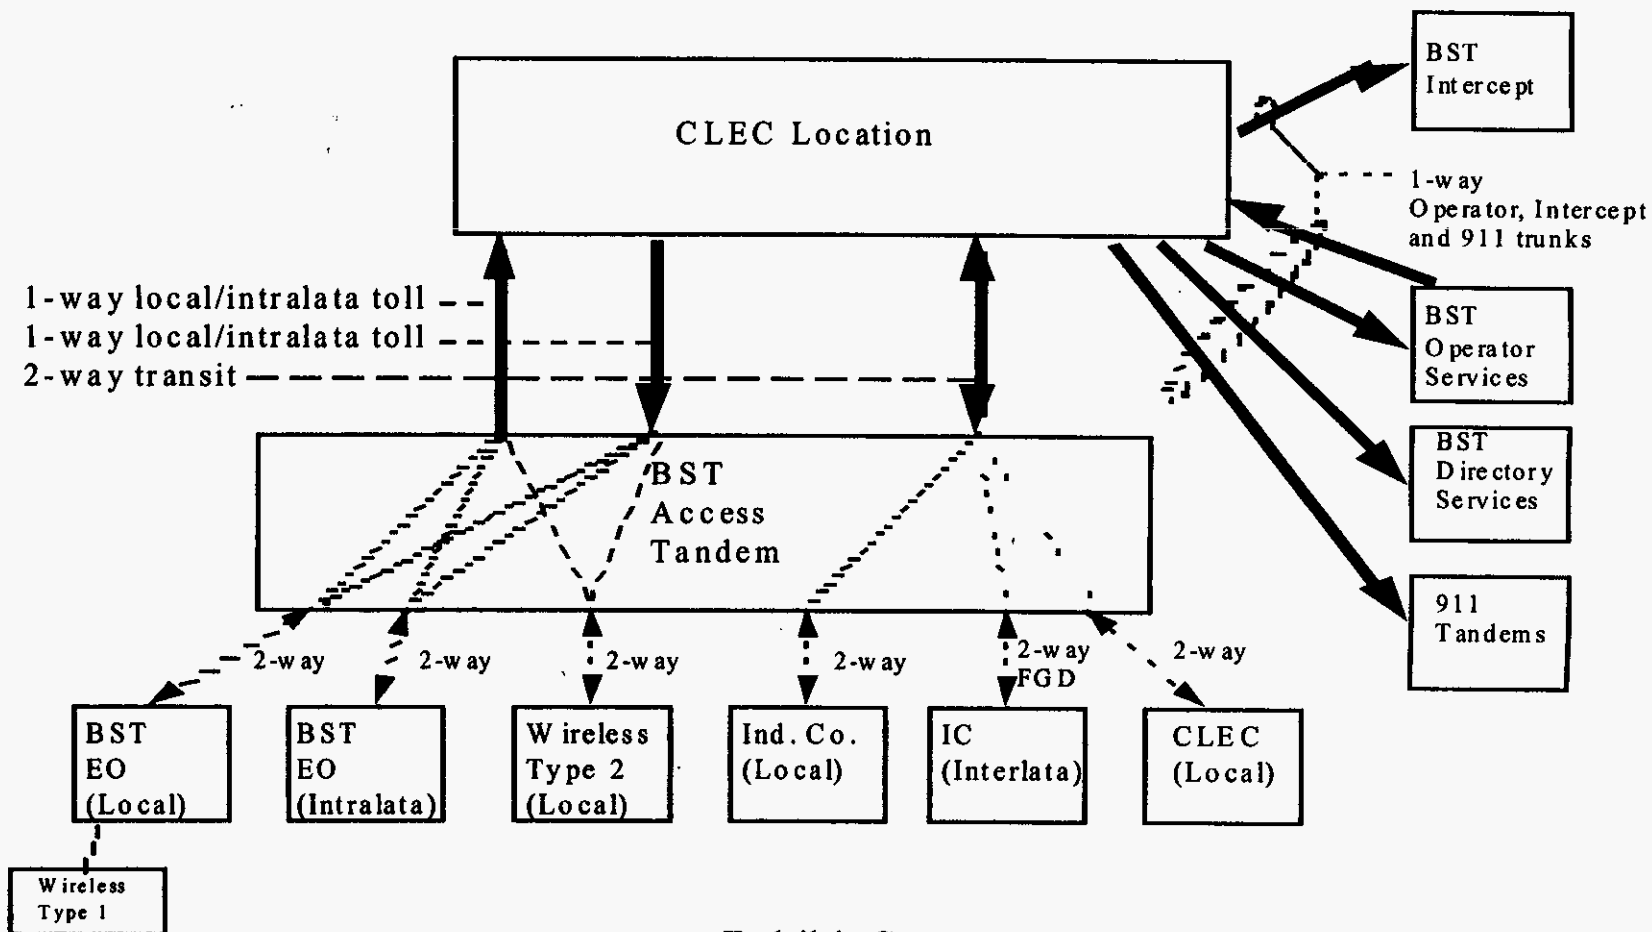 BST
Intercept
CLEC Location
1-way
Operator, Intercept
and 911 trunks
1-way local/intralata toll
1-way local/intralata toll
2-way transit
BST
Operator
Services
BST
Directory
Services
BST
Access
Tandem
911
Tandems
2-way
2-way
2-way
2-way
2-way
FGD
2-way
BST
EO
(Local)
BST
EO
(Intralata)
Wireless
Type 2
(Local)
Ind. Co.
(Local)
IC
(Interlata)
CLEC
(Local)
Wireless
Type 1